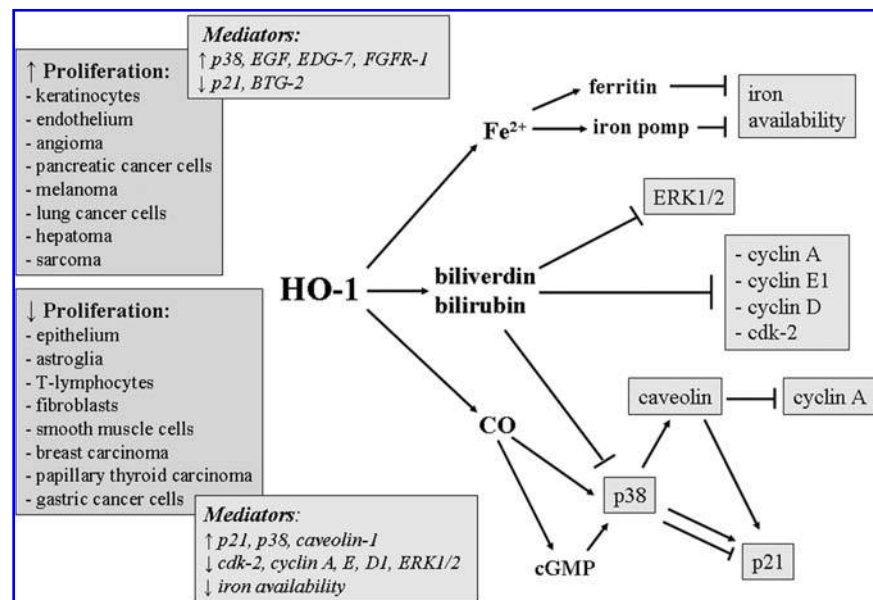 Mediators:
↑ p38, EGF, EDG-7, FGFR-1
↓ p21, BTG-2
↑ Proliferation:
- keratinocytes
- endothelium
- angioma
- pancreatic cancer cells
- melanoma
- lung cancer cells
- hepatoma
- sarcoma
↓ Proliferation:
- epithelium
- astroglia
- T-lymphocytes
- fibroblasts
- smooth muscle cells
- breast carcinoma
- papillary thyroid carcinoma
- gastric cancer cells
Mediators:
↑ p21, p38, caveolin-1
↓ cdk-2, cyclin A, E, D1, ERK1/2
↓ iron availability
HO-1
Fe²⁺
ferritin
iron pomp
iron
availability
biliverdin
bilirubin
ERK1/2
- cyclin A
- cyclin E1
- cyclin D
- cdk-2
CO
cGMP
p38
caveolin
cyclin A
p21